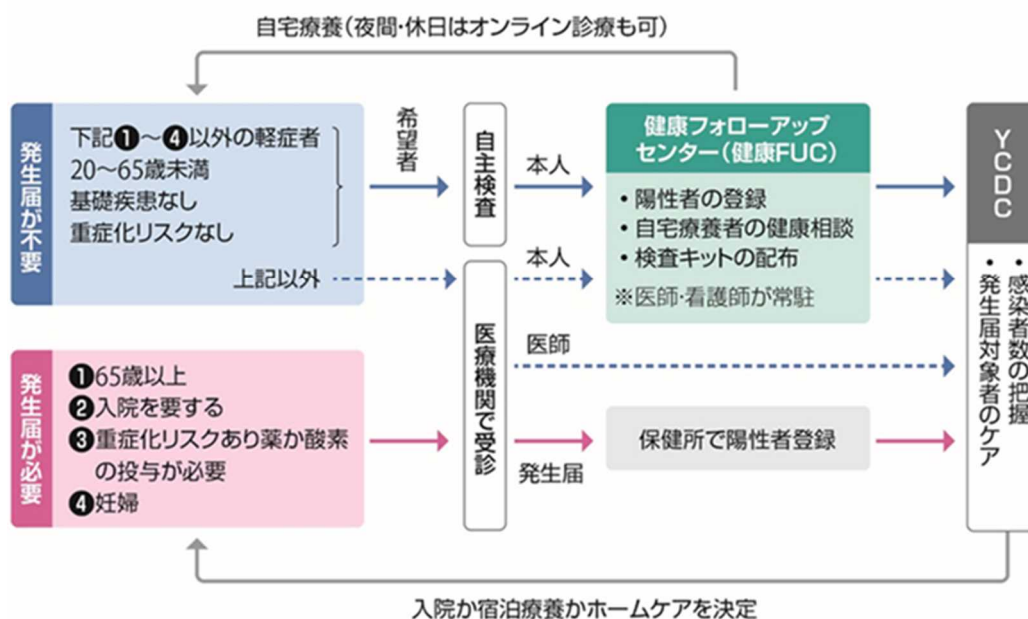 自宅療養(夜間・休日はオンライン診療も可)
発生届が不要
下記❶〜❹以外の軽症者
20〜65歳未満
基礎疾患なし
重症化リスクなし
上記以外
希望者
自主検査
本人
本人
健康フォローアップ
センター(健康FUC)
・陽性者の登録
・自宅療養者の健康相談
・検査キットの配布
※医師・看護師が常駐
YCDC
・感染者数の把握
・発生届対象者のケア
発生届が必要
❶65歳以上
❷入院を要する
❸重症化リスクあり薬か酸素
の投与が必要
❹妊婦
医療機関で受診
医師
発生届
保健所で陽性者登録
入院か宿泊療養かホームケアを決定